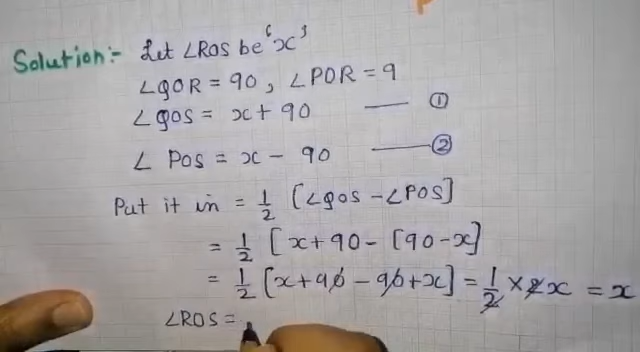 Solution:- Let ∠ROS be 'x'
∠QOR = 90, ∠POR = 9
∠QOS = x + 90 —— ①
∠ POS = x - 90 —— ②
Put it in = 1/2 [∠QOS - ∠POS]
= 1/2 [x + 90 - [90 - x]
= 1/2 [x + 90 - 90 + x] = 1/2 × 2x = x
∠ROS =